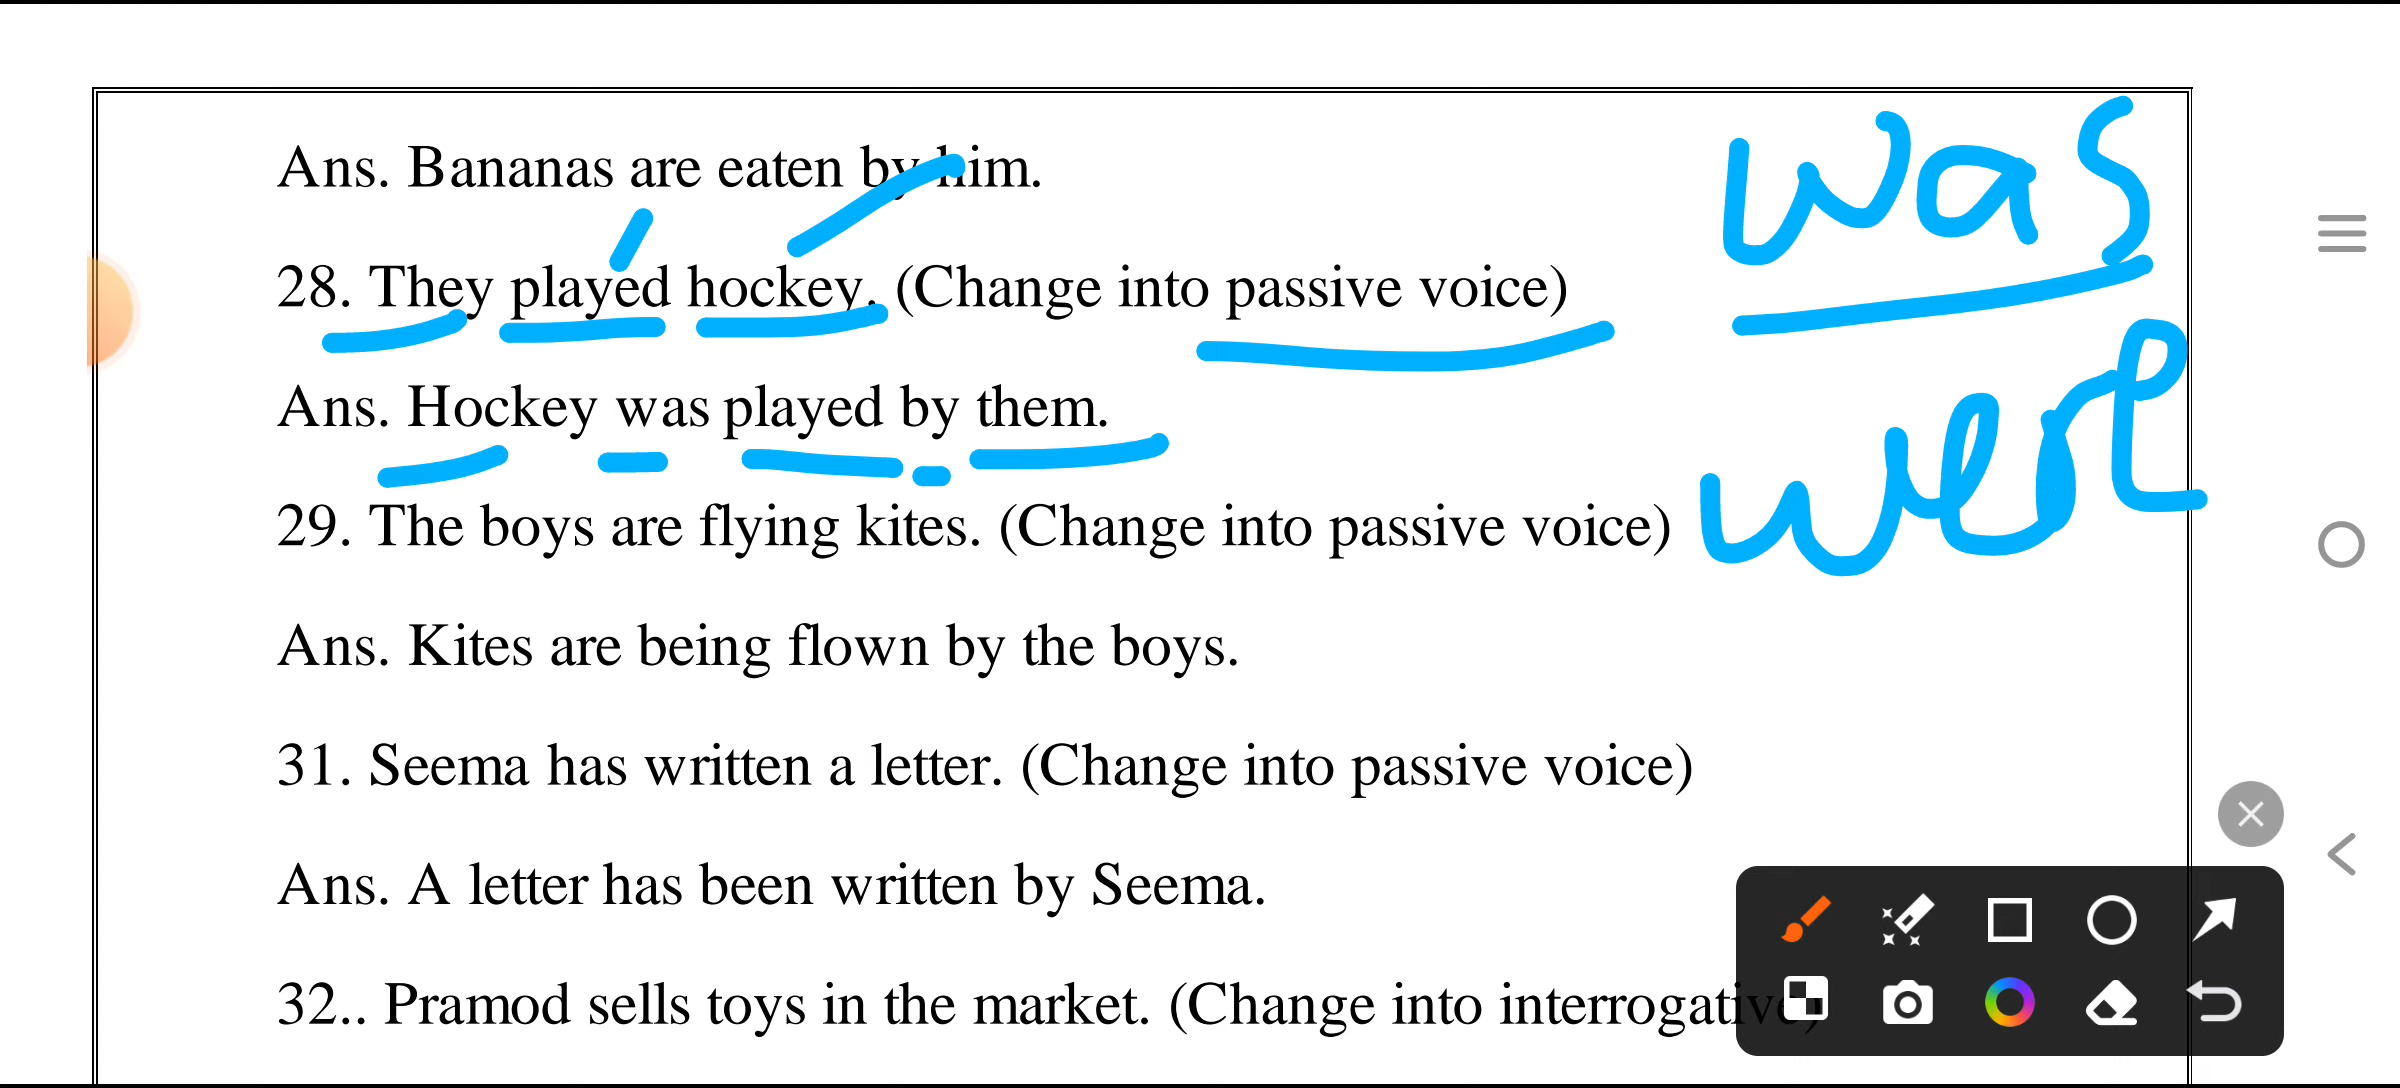 Ans. Bananas are eaten by him.
was
28. They played hockey. (Change into passive voice)
Ans. Hockey was played by them.
were
29. The boys are flying kites. (Change into passive voice)
Ans. Kites are being flown by the boys.
31. Seema has written a letter. (Change into passive voice)
Ans. A letter has been written by Seema.
32.. Pramod sells toys in the market. (Change into interrogative)